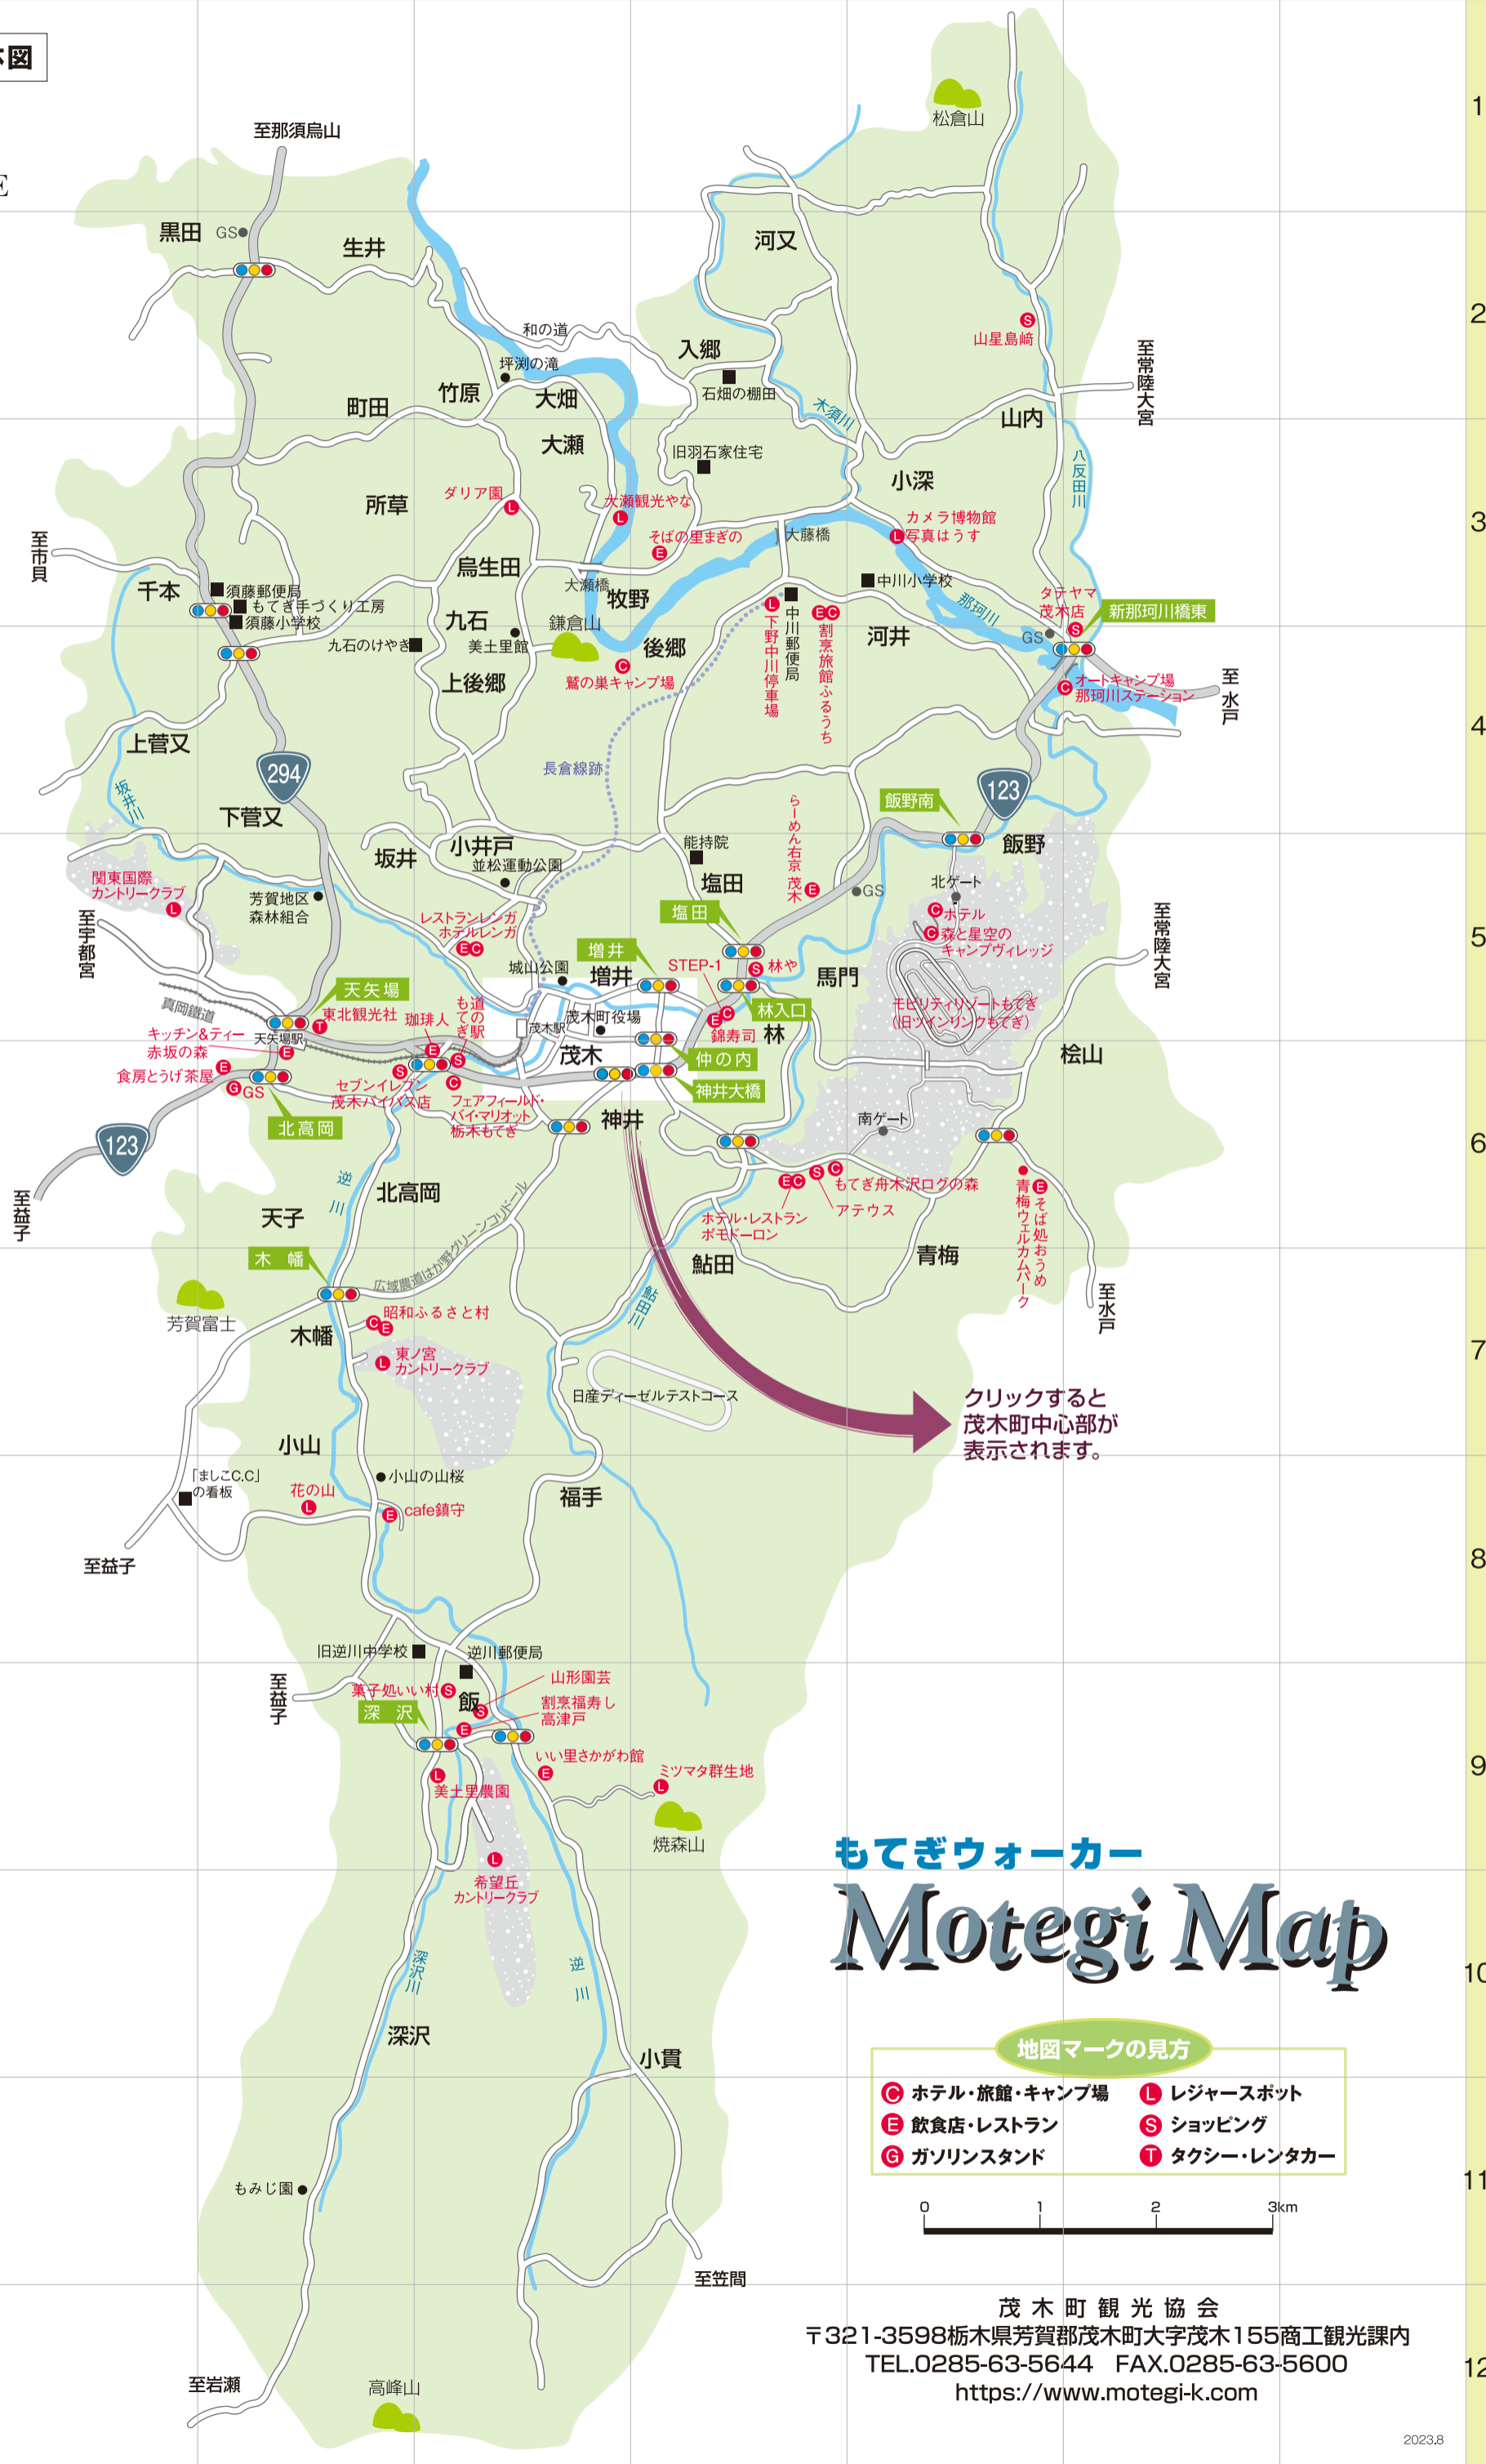 体図
E
1
2
3
4
5
6
7
8
9
10
11
12
松倉山
至那須烏山
黒田
GS
生井
河又
和の道
坪渕の滝
入郷
石畑の棚田
山星島﨑
至常陸大宮
竹原
大畑
町田
木須川
山内
大瀬
旧羽石家住宅
八反田川
小深
ダリア園
所草
大瀬観光やな
カメラ博物館
写真はうす
そばの里まぎの
大藤橋
至市貝
烏生田
大瀬橋
牧野
中川小学校
千本
須藤郵便局
もてぎ手づくり工房
須藤小学校
タテヤマ
茂木店
新那珂川橋東
那珂川
九石
九石のけやき
美土里館
鎌倉山
後郷
下野中川停車場
中川郵便局
割烹旅館ふるうち
河井
GS
鷲の巣キャンプ場
上後郷
オートキャンプ場
那珂川ステーション
至水戸
上菅又
坂井川
294
長倉線跡
123
飯野南
下菅又
らーめん右京 茂木
坂井
小井戸
並松運動公園
能持院
塩田
飯野
北ゲート
GS
関東国際
カントリークラブ
芳賀地区
森林組合
レストランレンガ
ホテルレンガ
塩田
ホテル
森と星空の
キャンプヴィレッジ
至宇都宮
至常陸大宮
増井
城山公園
増井
STEP-1
林や
馬門
天矢場
真岡鐵道
東北観光社
珈琲人
道の駅
もてぎ
茂木駅
茂木町役場
林入口
モビリティリゾートもてぎ
(旧ツインリンクもてぎ)
キッチン&ティー
赤坂の森
天矢場駅
錦寿司
林
茂木
仲の内
桧山
食房とうげ茶屋
GS
セブンイレブン
茂木バイパス店
フェアフィールド・
バイ・マリオット
栃木もてぎ
神井大橋
北高岡
神井
南ゲート
123
至益子
逆川
北高岡
もてぎ舟木沢ログの森
アテウス
天子
広域農道はが野グリーンコリドール
ホテル・レストラン
ポモドーロン
青梅ウェルカムパーク
そば処おうめ
木幡
鮎田
青梅
芳賀富士
鮎田川
至水戸
昭和ふるさと村
木幡
東ノ宮
カントリークラブ
日産ディーゼルテストコース
クリックすると
茂木町中心部が
表示されます。
小山
「ましこC.C」
の看板
小山の山桜
花の山
cafe鎮守
福手
至益子
旧逆川中学校
逆川郵便局
至益子
菓子処いい村
飯
山形園芸
深沢
割烹福寿し
高津戸
いい里さかがわ館
ミツマタ群生地
美土里農園
焼森山
希望丘
カントリークラブ
深沢川
逆川
深沢
小貫
もみじ園
至笠間
至岩瀬
高峰山
もてぎウォーカー
Motegi Map
地図マークの見方
C ホテル・旅館・キャンプ場
L レジャースポット
E 飲食店・レストラン
S ショッピング
G ガソリンスタンド
T タクシー・レンタカー
0 1 2 3km
茂木町観光協会
〒321-3598栃木県芳賀郡茂木町大字茂木155商工観光課内
TEL.0285-63-5644 FAX.0285-63-5600
https://www.motegi-k.com
2023.8